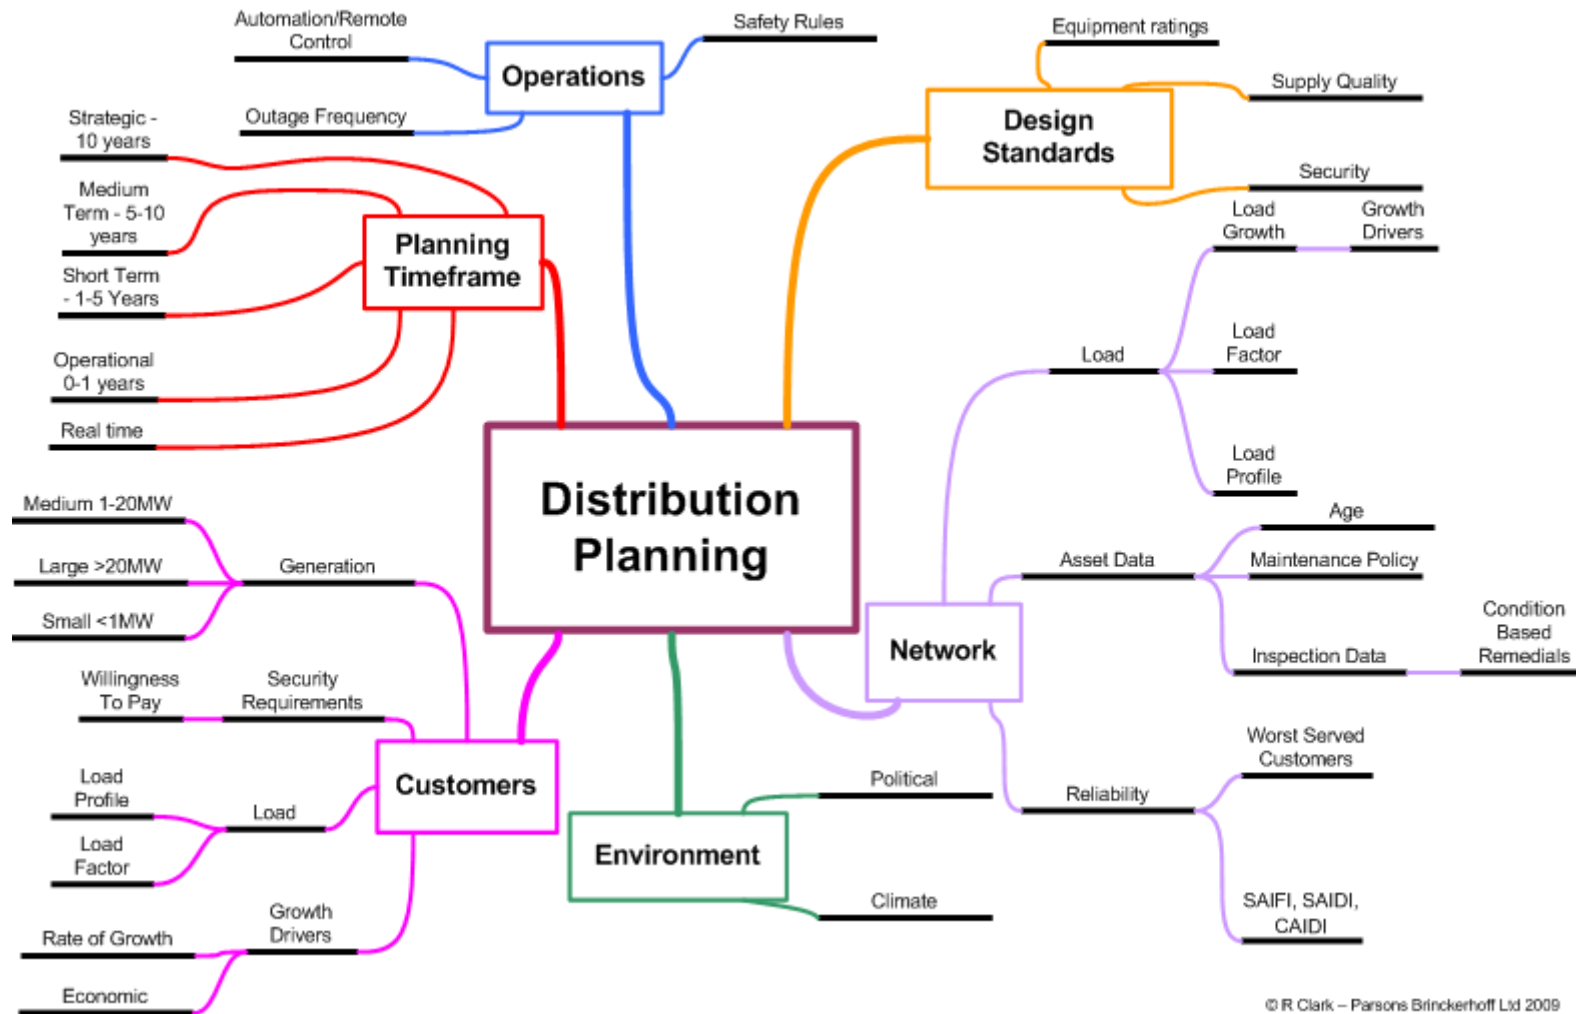 Automation/Remote
Control
Safety Rules
Operations
Outage Frequency
Equipment ratings
Supply Quality
Design
Standards
Security
Strategic -
10 years
Medium
Term - 5-10
years
Short Term
- 1-5 Years
Operational
0-1 years
Real time
Planning
Timeframe
Load
Growth
Growth
Drivers
Load
Load
Factor
Load
Profile
Distribution
Planning
Medium 1-20MW
Large >20MW
Small <1MW
Generation
Willingness
To Pay
Security
Requirements
Load
Profile
Load
Factor
Load
Customers
Rate of Growth
Economic
Growth
Drivers
Age
Asset Data
Maintenance Policy
Inspection Data
Condition
Based
Remedials
Network
Worst Served
Customers
Reliability
SAIFI, SAIDI,
CAIDI
Political
Environment
Climate
© R Clark – Parsons Brinckerhoff Ltd 2009